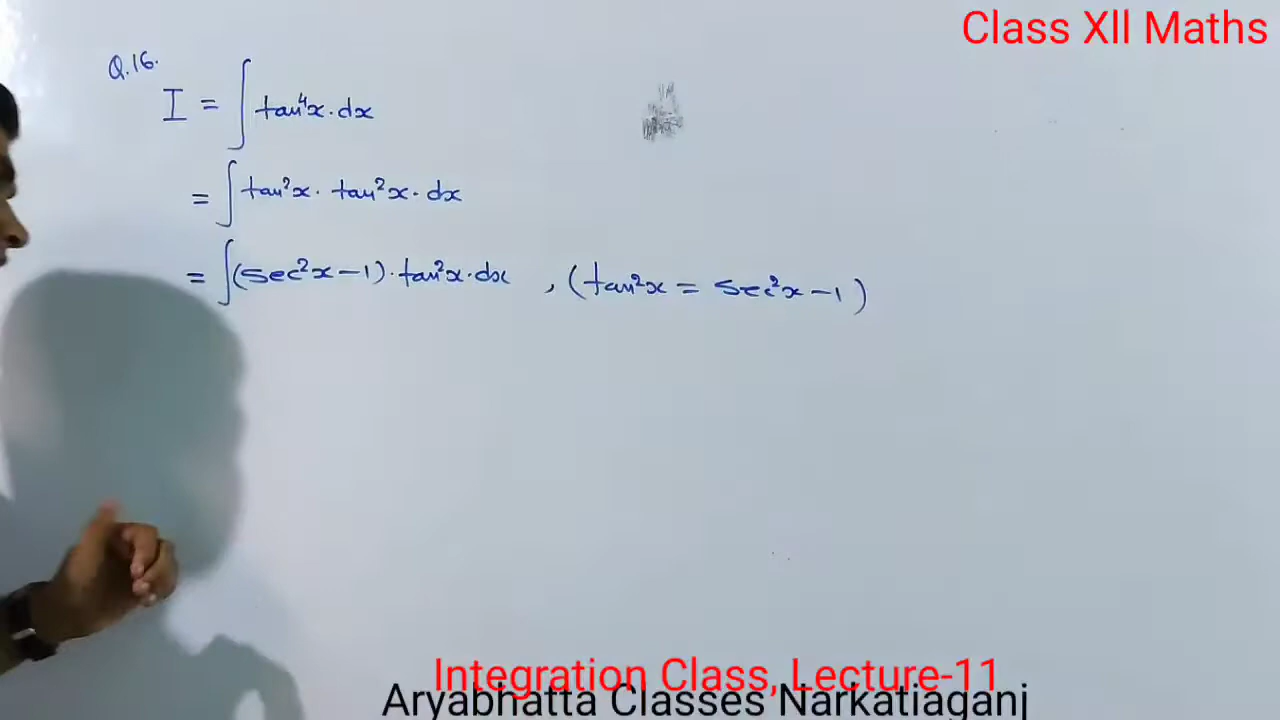 Class Xll Maths
Q.16.
I = ∫ tan⁴x · dx
= ∫ tan²x · tan²x · dx
= ∫ (sec²x − 1) · tan²x · dx , (tan²x = sec²x − 1)
Integration Class, Lecture-11
Aryabhatta Classes Narkatiaganj